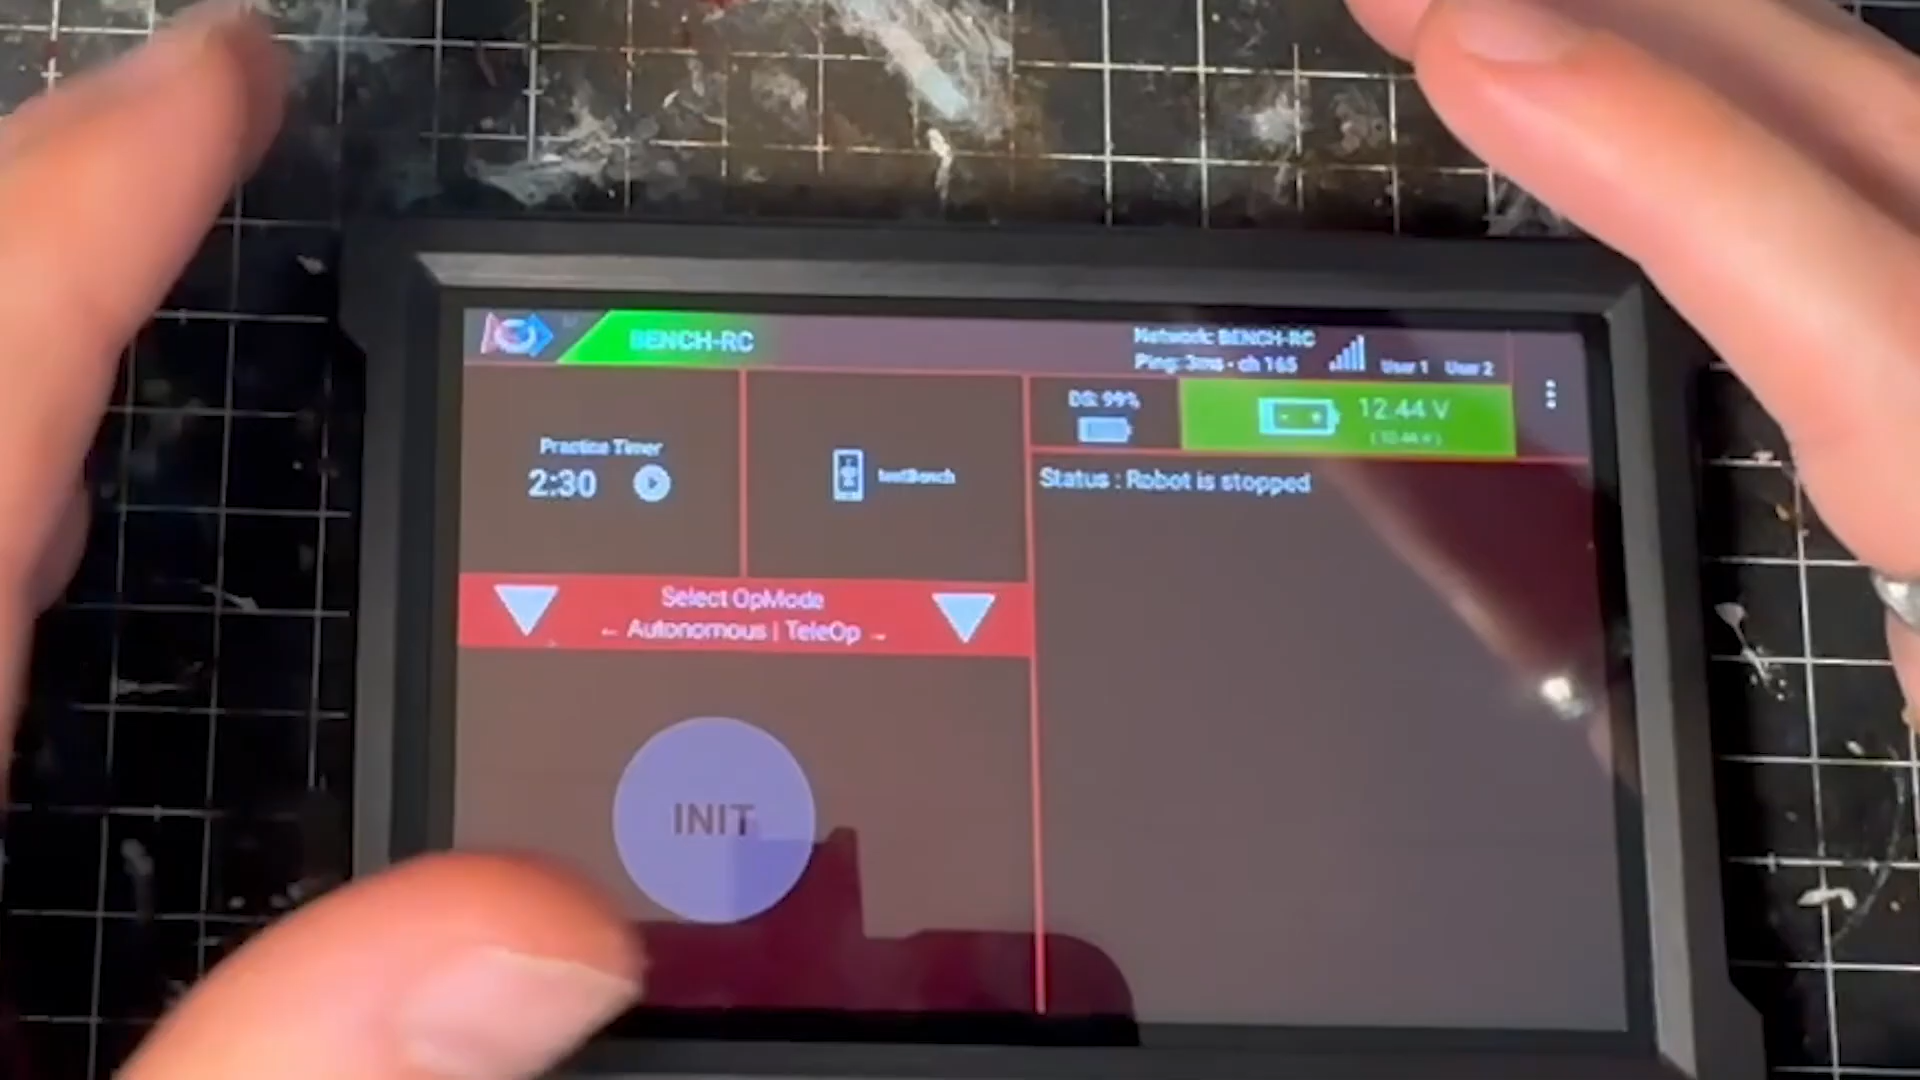 BENCH-RC
Network: BENCH-RC
Ping: 3ms - ch 165
User 1 User 2
DS: 99%
12.44 V
Practice Timer
2:30
testBench
Status : Robot is stopped
Select OpMode
← Autonomous | TeleOp →
INIT